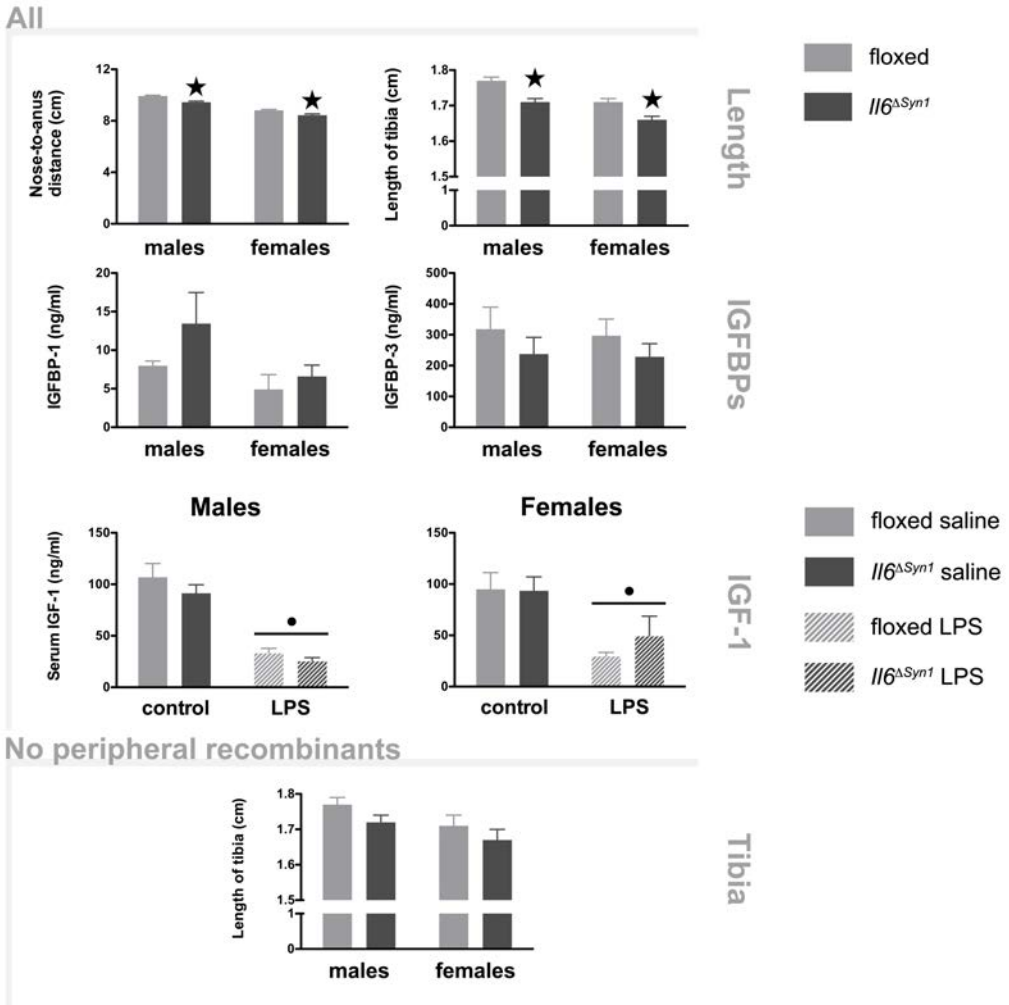 All
floxed
Il6ΔSyn1
Length
Nose-to-anus
distance (cm)
12
8
4
0
males females
Length of tibia (cm)
1.8
1.7
1.6
1.5
1
0
males females
IGFBPs
IGFBP-1 (ng/ml)
20
15
10
5
0
males females
IGFBP-3 (ng/ml)
500
400
300
200
100
0
males females
Males
Serum IGF-1 (ng/ml)
150
100
50
0
control LPS
Females
150
100
50
0
control LPS
IGF-1
floxed saline
Il6ΔSyn1 saline
floxed LPS
Il6ΔSyn1 LPS
No peripheral recombinants
Length of tibia (cm)
1.8
1.7
1.6
1.5
1
0
males females
Tibia